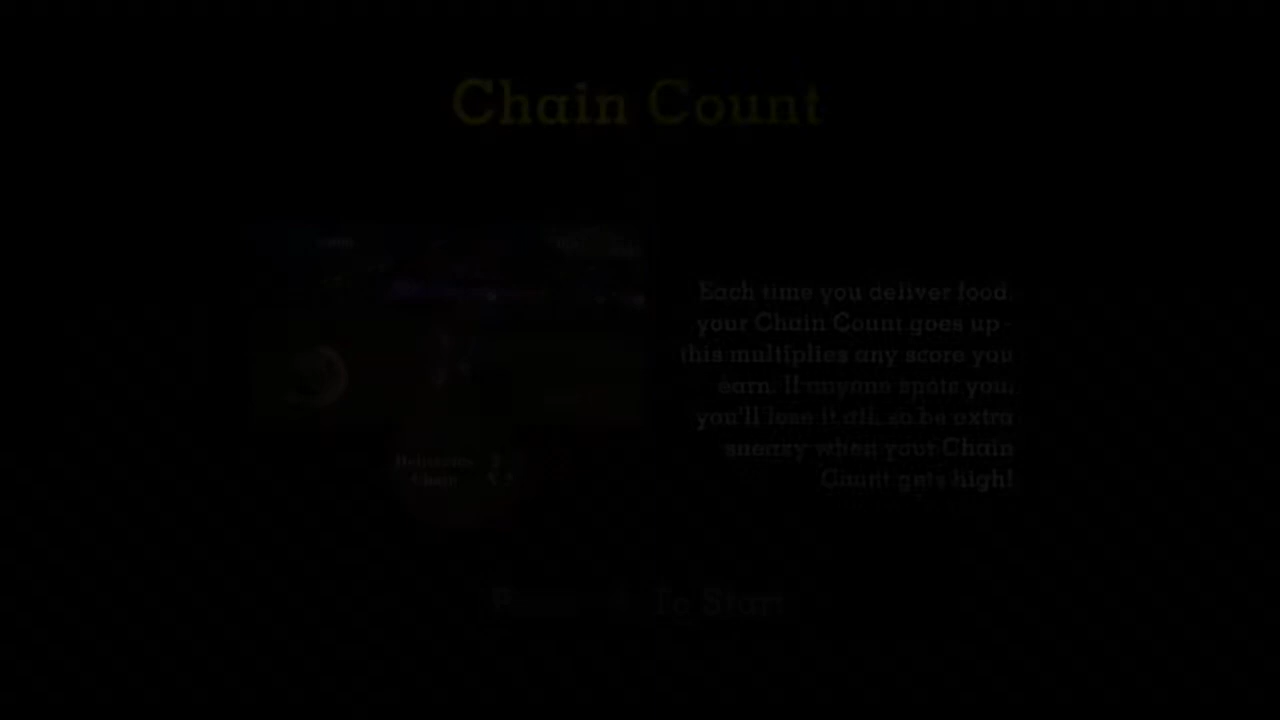 Chain Count
Each time you deliver food,
your Chain Count goes up -
this multiplies any score you
earn. If anyone spots you,
you'll lose it all, so be extra
sneaky when your Chain
Count gets high!
Chain
To Start